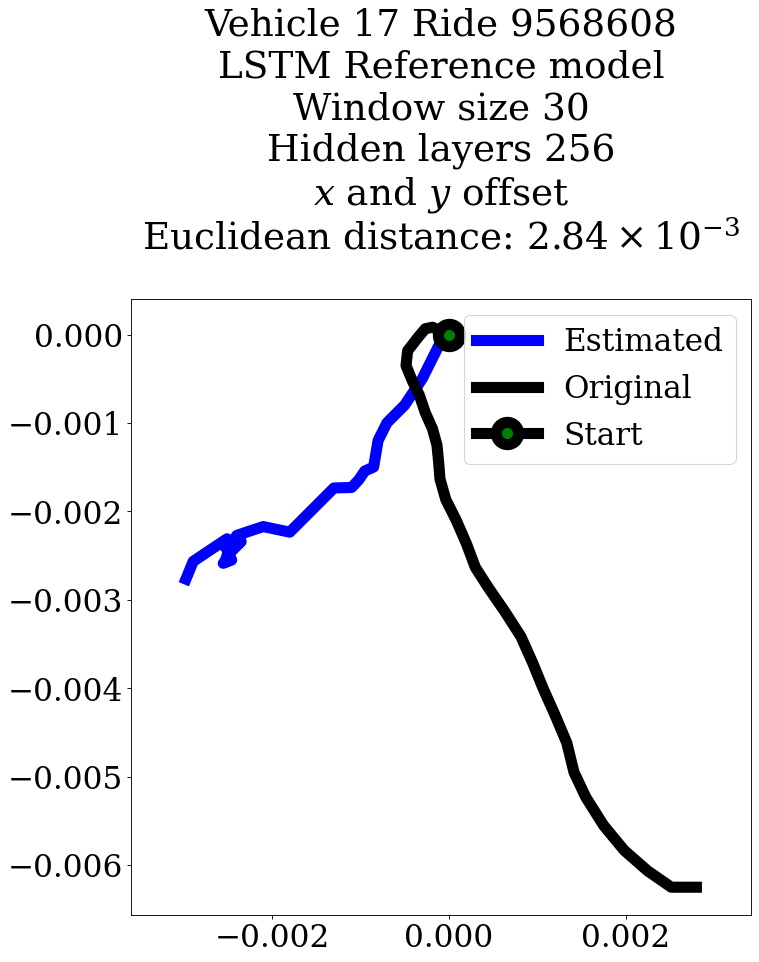 Vehicle 17 Ride 9568608
LSTM Reference model
Window size 30
Hidden layers 256
x and y offset
Euclidean distance: 2.84 × 10⁻³
Estimated
Original
Start
0.000
−0.001
−0.002
−0.003
−0.004
−0.005
−0.006
−0.002 0.000 0.002